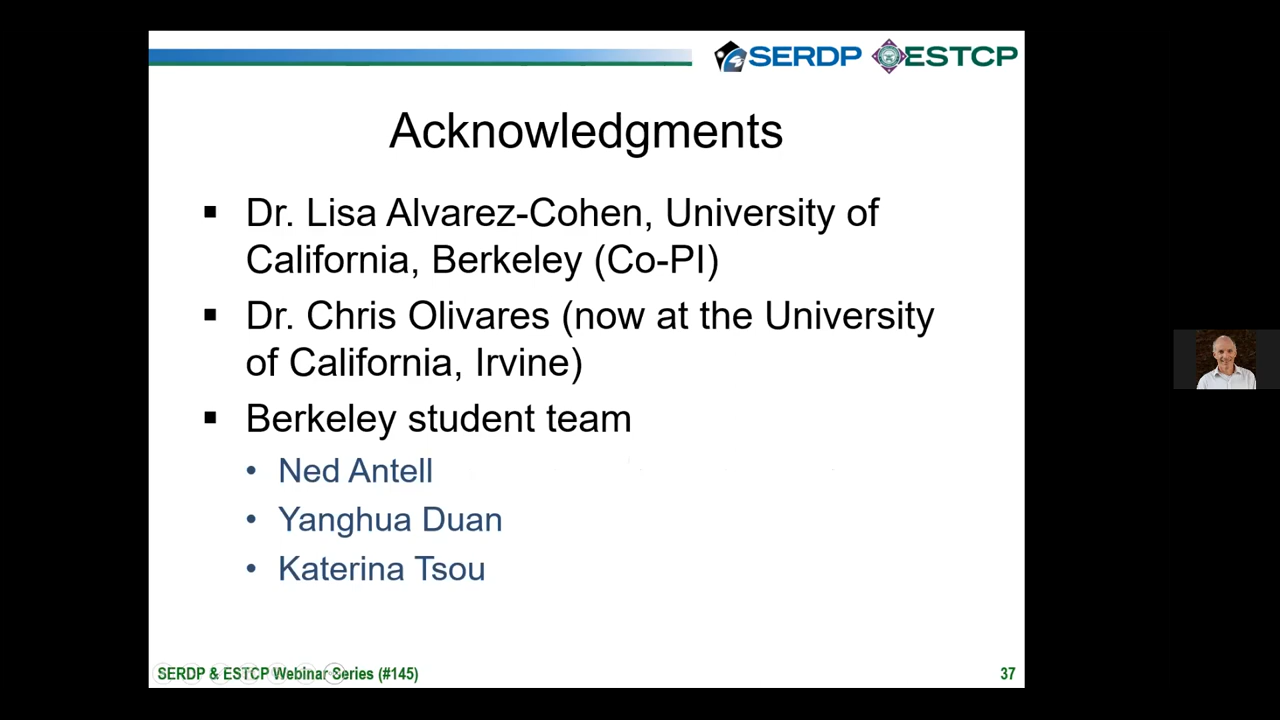 SERDP ESTCP
Acknowledgments
▪ Dr. Lisa Alvarez-Cohen, University of
California, Berkeley (Co-PI)
▪ Dr. Chris Olivares (now at the University
of California, Irvine)
▪ Berkeley student team
• Ned Antell
• Yanghua Duan
• Katerina Tsou
SERDP & ESTCP Webinar Series (#145) 37